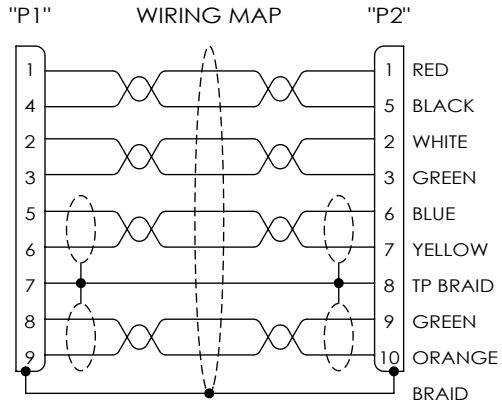 "P1" WIRING MAP "P2"
1 1 RED
4 5 BLACK
2 2 WHITE
3 3 GREEN
5 6 BLUE
6 7 YELLOW
7 8 TP BRAID
8 9 GREEN
9 10 ORANGE
BRAID